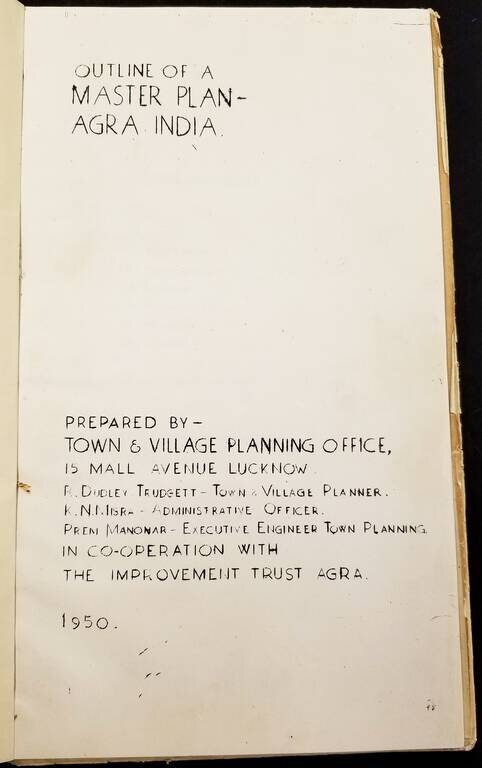 OUTLINE OF A
MASTER PLAN-
AGRA INDIA.
PREPARED BY-
TOWN & VILLAGE PLANNING OFFICE,
15 MALL AVENUE LUCKNOW.
R. DUDLEY TRUDGETT - TOWN & VILLAGE PLANNER.
K.N. MISRA - ADMINISTRATIVE OFFICER.
PREM MANOHAR - EXECUTIVE ENGINEER TOWN PLANNING.
IN CO-OPERATION WITH
THE IMPROVEMENT TRUST AGRA.
1950.